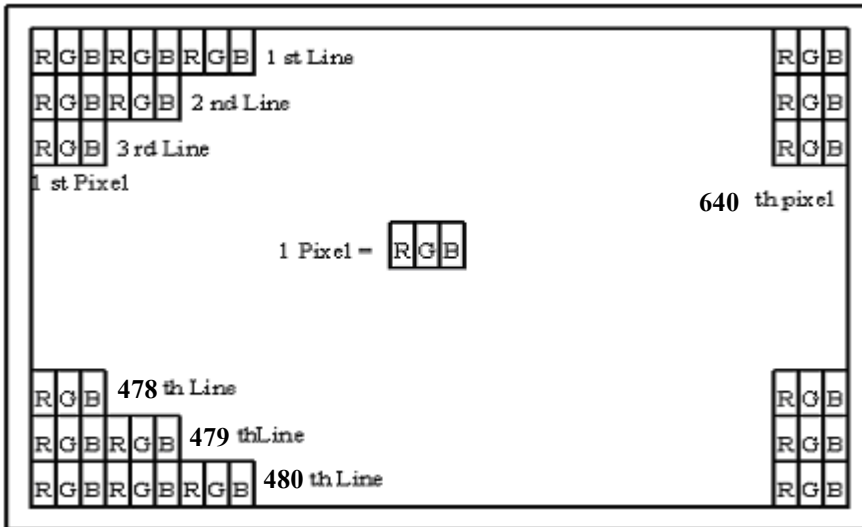 RGBRGBRGB 1 st Line RGB
RGBRGB 2 nd Line RGB
RGB 3 rd Line RGB
1 st Pixel
640 th pixel
1 Pixel = RGB
RGB 478 th Line RGB
RGBRGB 479 thLine RGB
RGBRGBRGB 480 th Line RGB